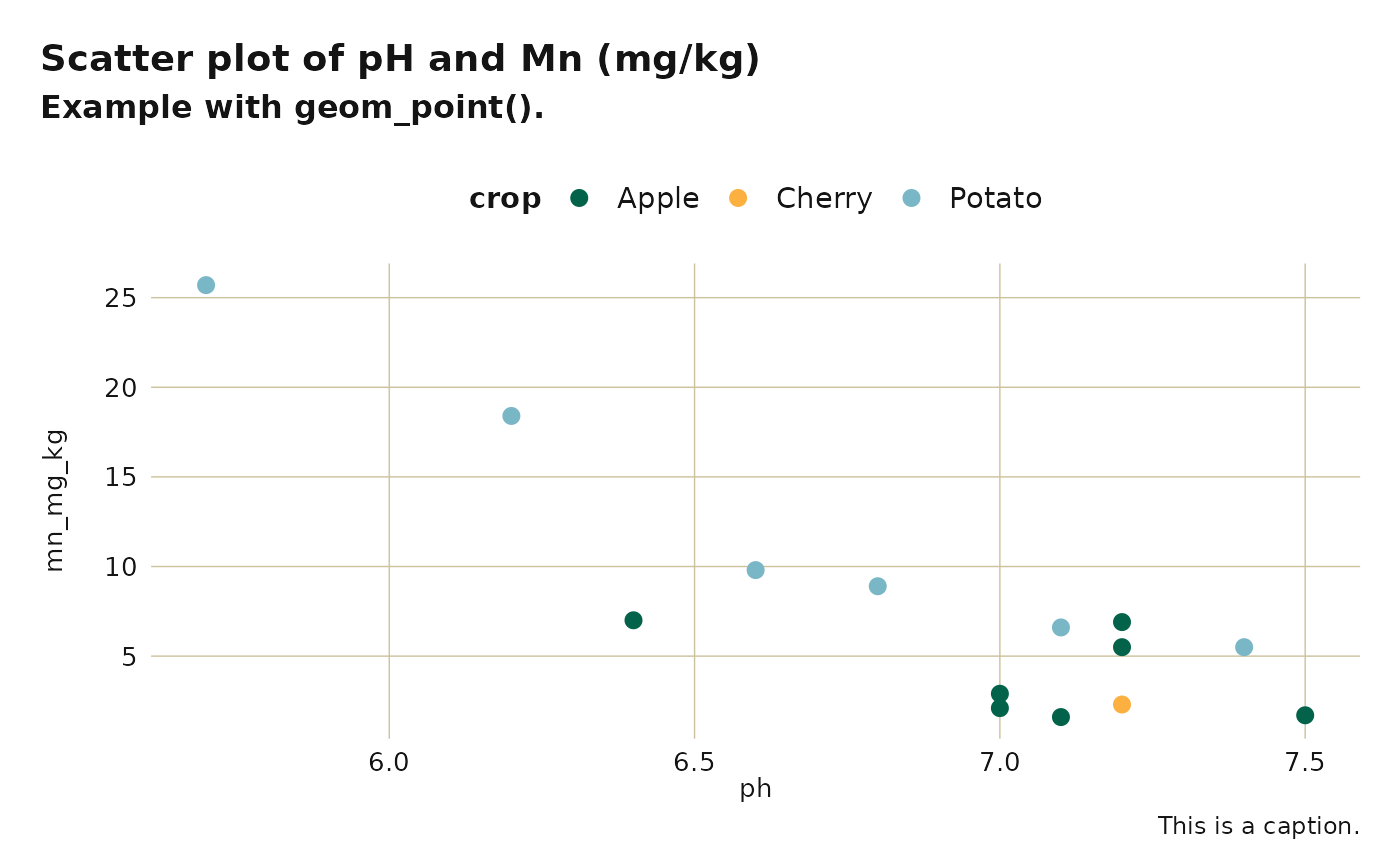 Scatter plot of pH and Mn (mg/kg)
Example with geom_point().
crop Apple Cherry Potato
25
20
15
10
5
mn_mg_kg
6.0 6.5 7.0 7.5
ph
This is a caption.